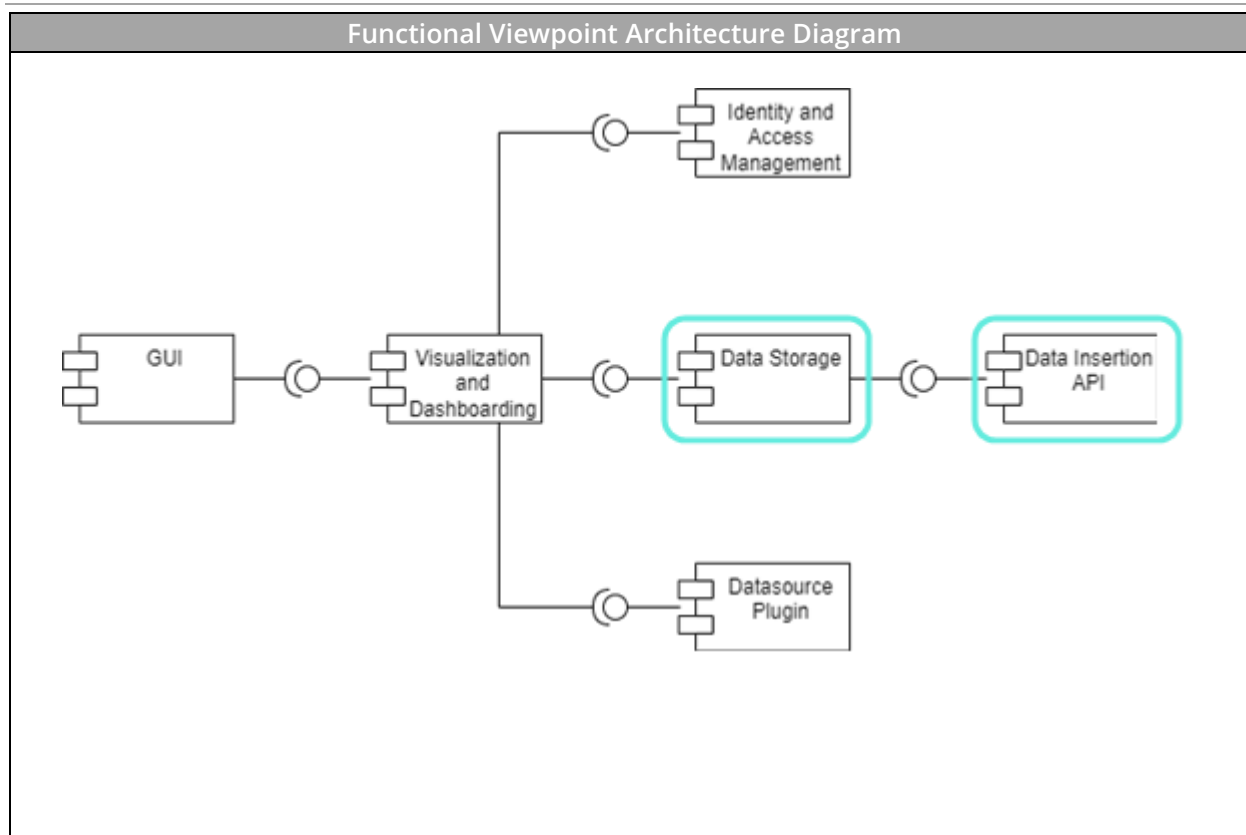 Functional Viewpoint Architecture Diagram
Identity and
Access
Management
GUI
Visualization
and
Dashboarding
Data Storage
Data Insertion
API
Datasource
Plugin